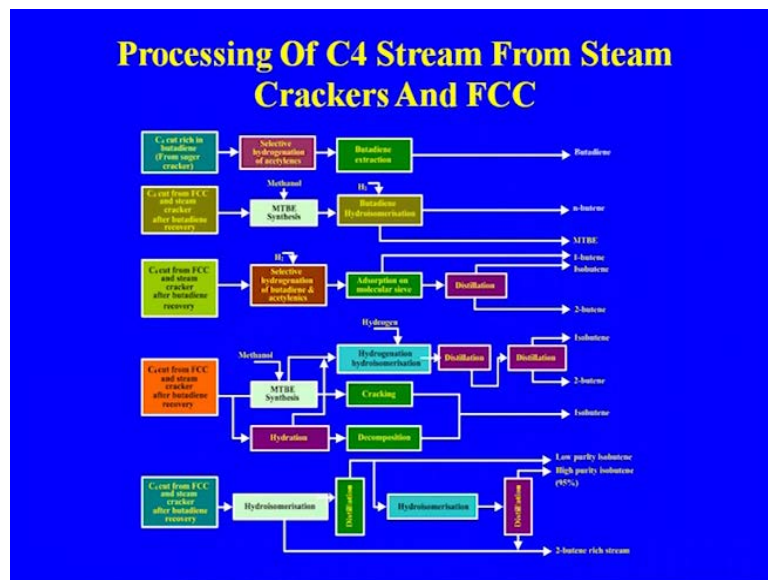 Processing Of C4 Stream From Steam
Crackers And FCC
C₄ cut rich in
butadiene
(From suger
cracker)
Selective
hydrogenation
of acetylenes
Butadiene
extraction
Butadiene
C₄ cut from FCC
and steam
cracker
after butadiene
recovery
Methanol
MTBE
Synthesis
H₂
Butadiene
Hydroisomerisation
n-butene
MTBE
C₄ cut from FCC
and steam
cracker
after butadiene
recovery
H₂
Selective
hydrogenation
of butadiene &
acetylenics
Adsorption on
molecular sieve
Distillation
1-butene
Isobutene
2-butene
C₄ cut from FCC
and steam
cracker
after butadiene
recovery
Methanol
MTBE
Synthesis
Hydration
Hydrogen
Hydrogenation
hydroisomerisation
Cracking
Decomposition
Distillation
Distillation
Isobutene
2-butene
Isobutene
C₄ cut from FCC
and steam
cracker
after butadiene
recovery
Hydroisomerisation
Distillation
Hydroisomerisation
Distillation
Low purity isobutene
High purity isobutene
(95%)
2-butene rich stream